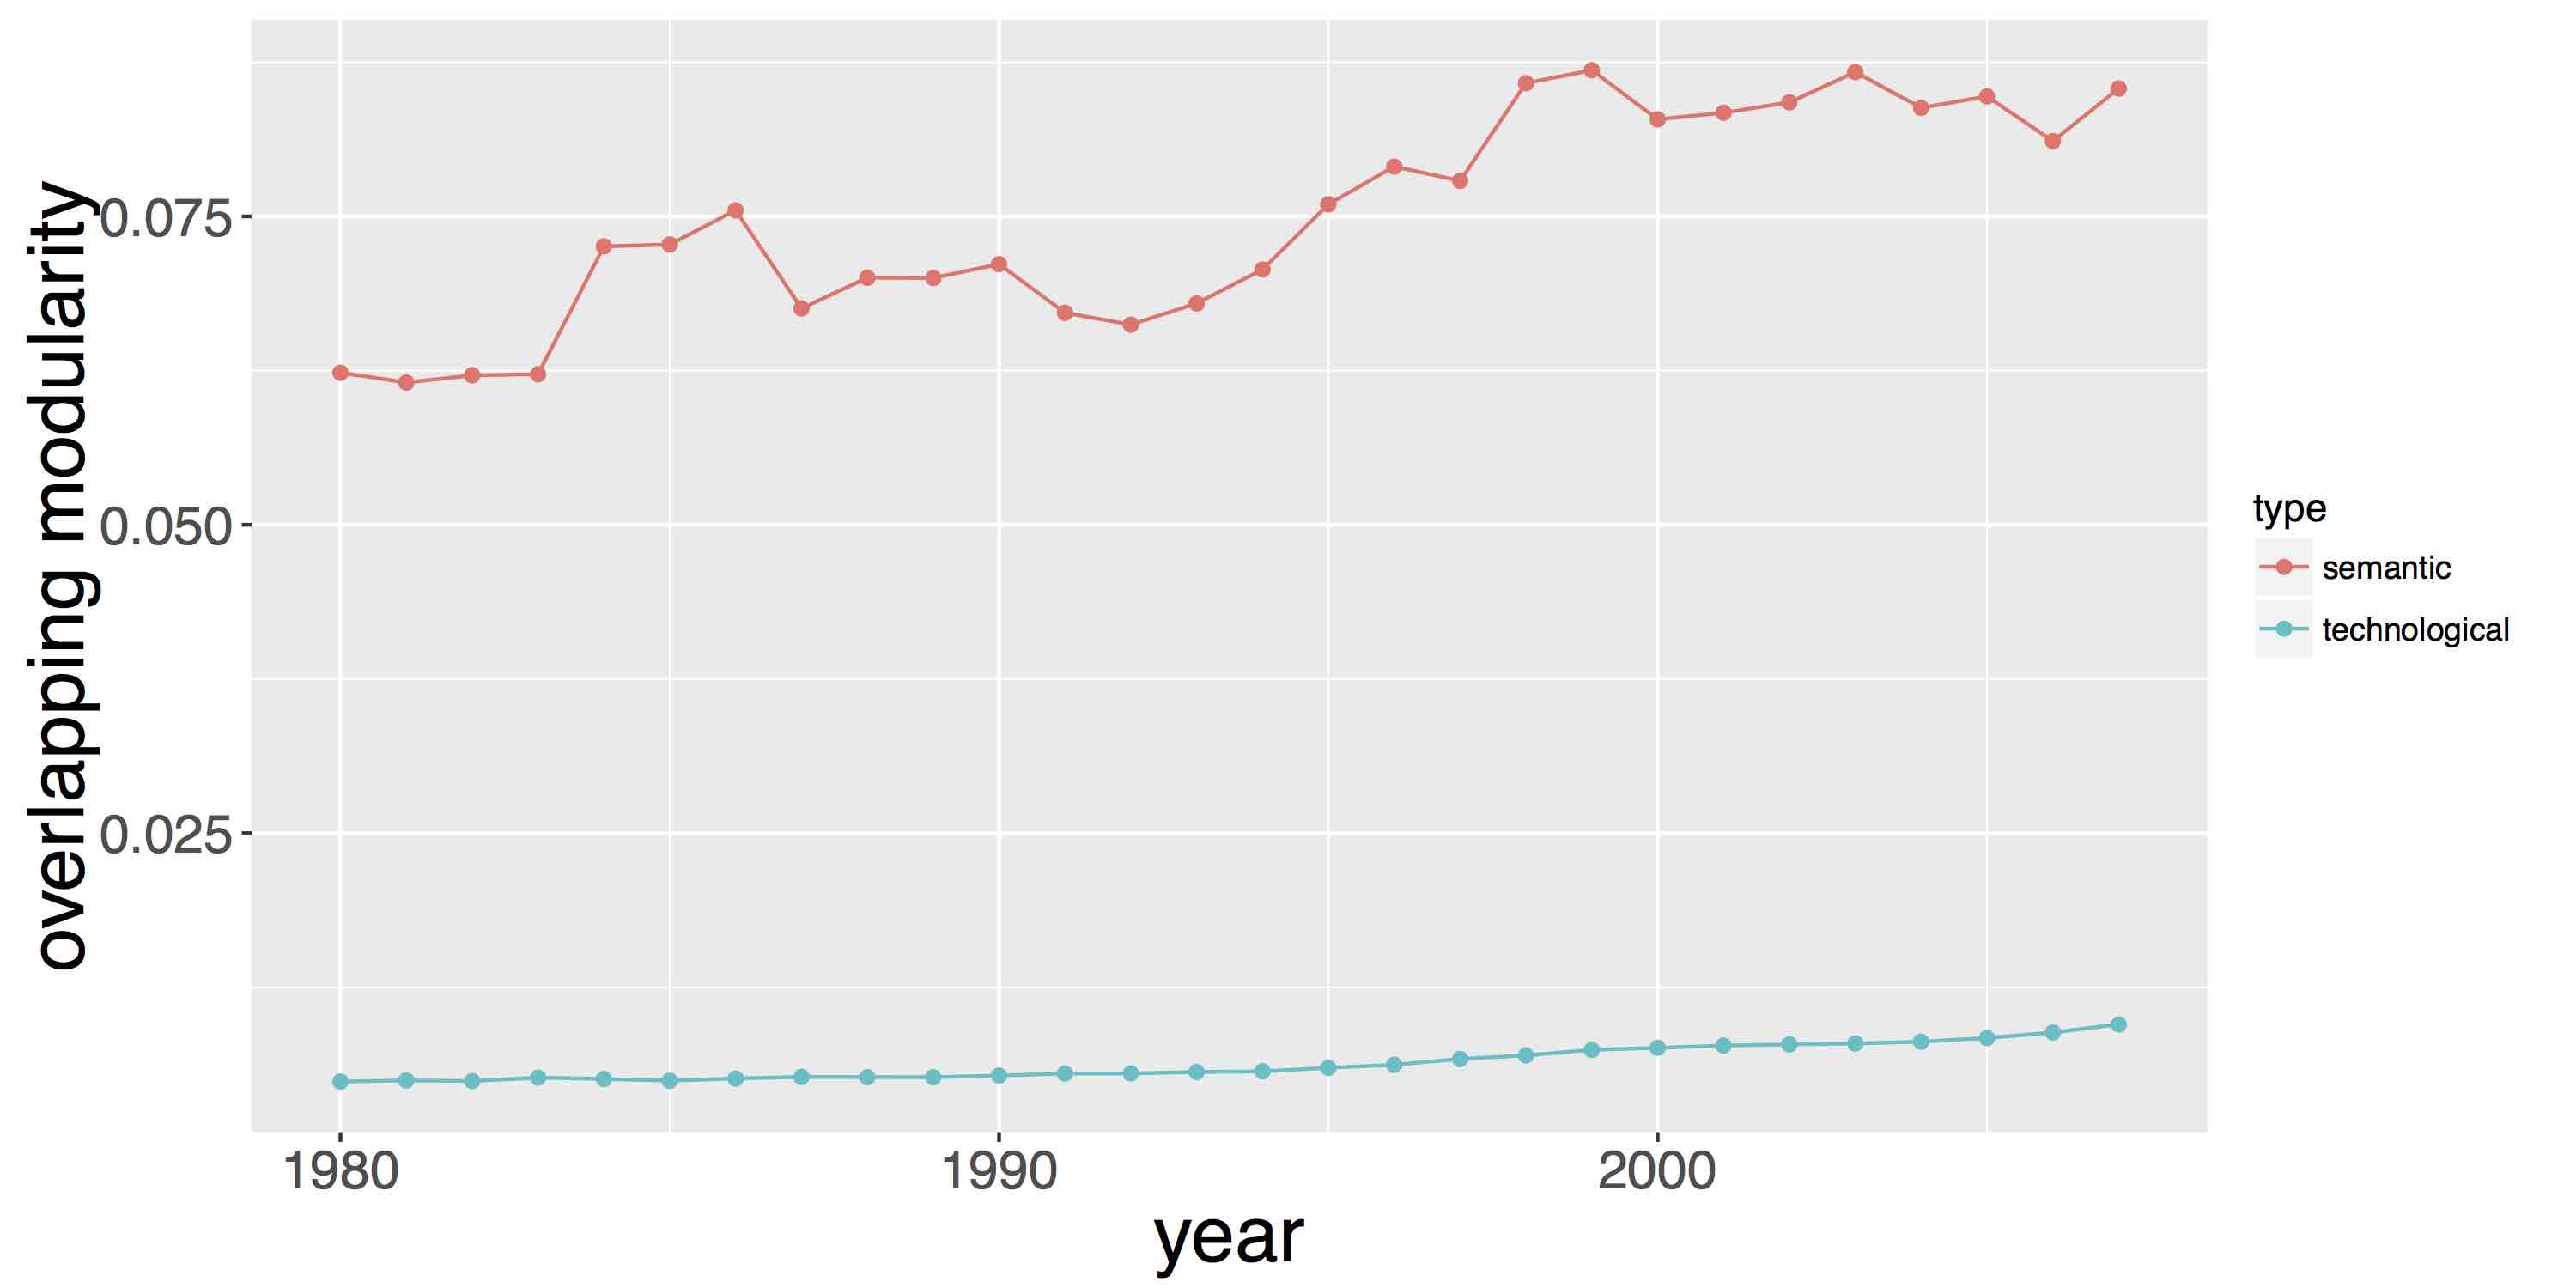 overlapping modularity
0.075
0.050
0.025
1980 1990 2000
year
type
semantic
technological